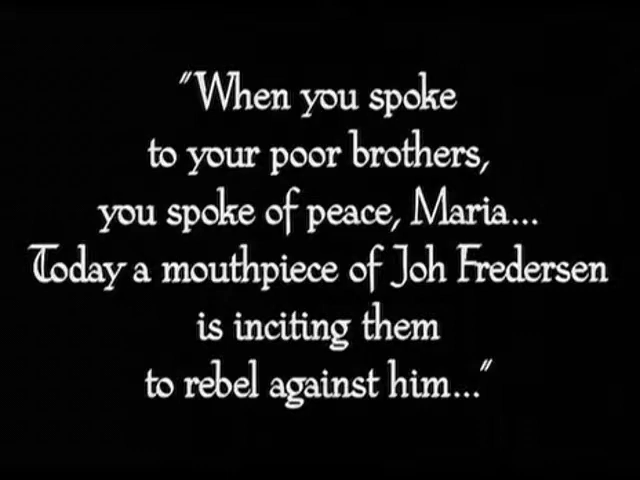 "When you spoke
to your poor brothers,
you spoke of peace, Maria...
Today a mouthpiece of Joh Fredersen
is inciting them
to rebel against him..."